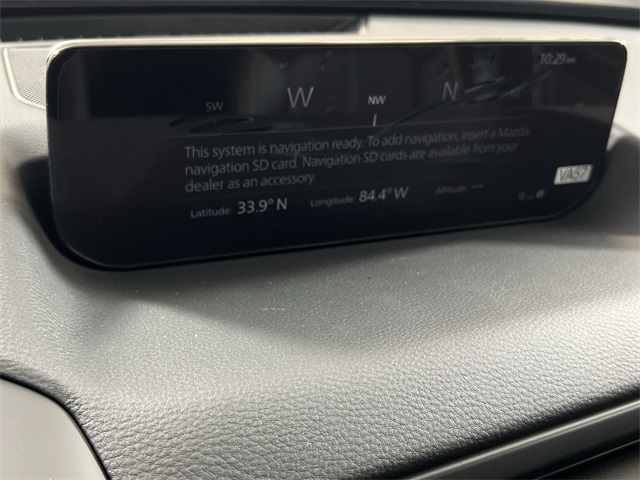 10:29 am
SW W NW N
This system is navigation ready. To add navigation, insert a Mazda
navigation SD card. Navigation SD cards are available from your
dealer as an accessory.
VA57
Latitude: 33.9° N Longitude: 84.4° W Altitude: ---